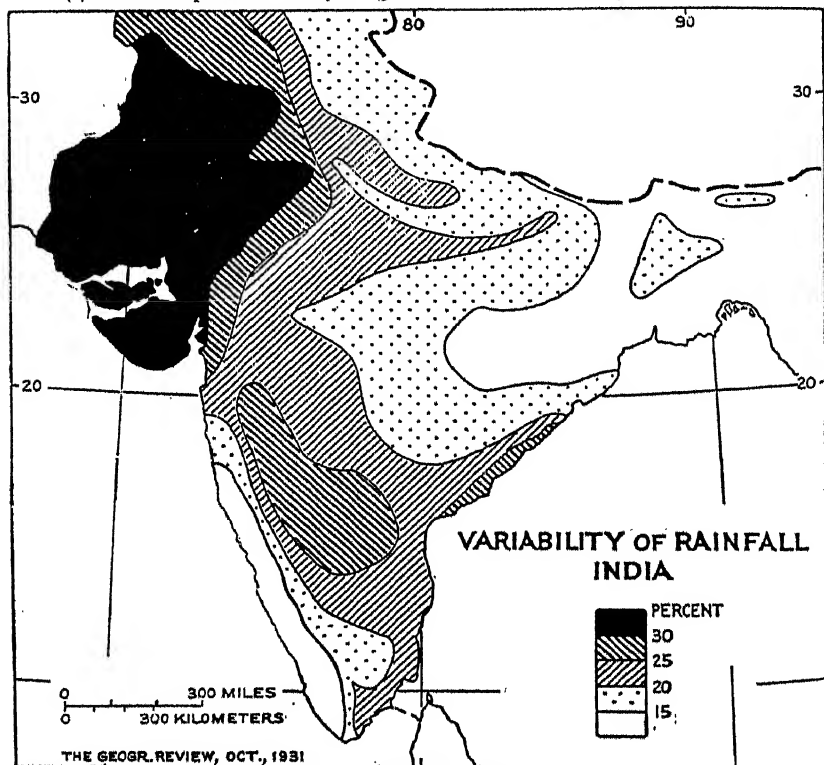 80
90
30
30
20
20
VARIABILITY OF RAINFALL
INDIA
PERCENT
30
25
20
15
0 300 MILES
0 300 KILOMETERS
THE GEOGR. REVIEW, OCT., 1931